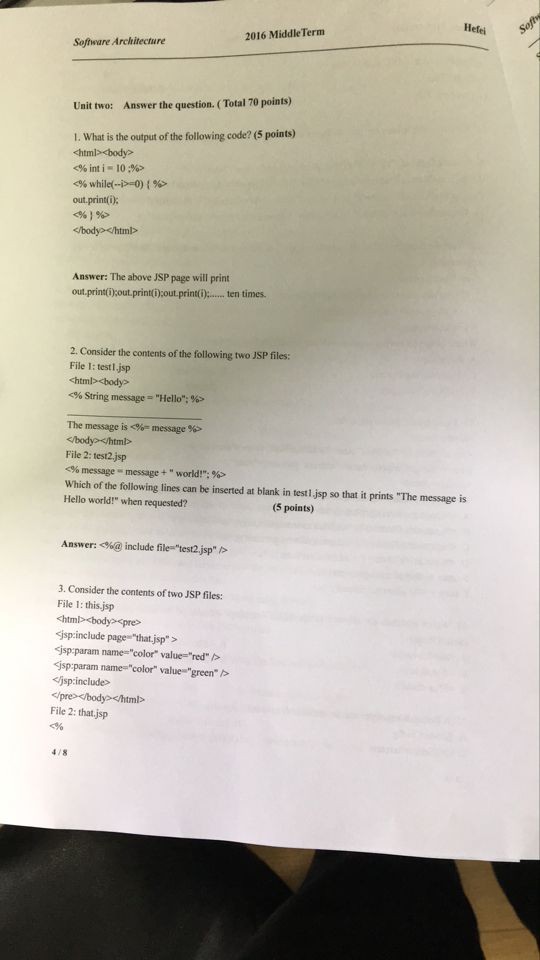 Software Architecture 2016 MiddleTerm Hefei
Unit two: Answer the question. ( Total 70 points)
1. What is the output of the following code? (5 points)
<html><body>
<% int i = 10 ;%>
<% while(--i>=0) { %>
out.print(i);
<% } %>
</body></html>
Answer: The above JSP page will print
out.print(i);out.print(i);out.print(i);...... ten times.
2. Consider the contents of the following two JSP files:
File 1: test1.jsp
<html><body>
<% String message = "Hello"; %>
The message is <%= message %>
</body></html>
File 2: test2.jsp
<% message = message + " world!"; %>
Which of the following lines can be inserted at blank in test1.jsp so that it prints "The message is
Hello world!" when requested? (5 points)
Answer: <%@ include file="test2.jsp" />
3. Consider the contents of two JSP files:
File 1: this.jsp
<html><body><pre>
<jsp:include page="that.jsp" >
<jsp:param name="color" value="red" />
<jsp:param name="color" value="green" />
</jsp:include>
</pre></body></html>
File 2: that.jsp
<%
4 / 8